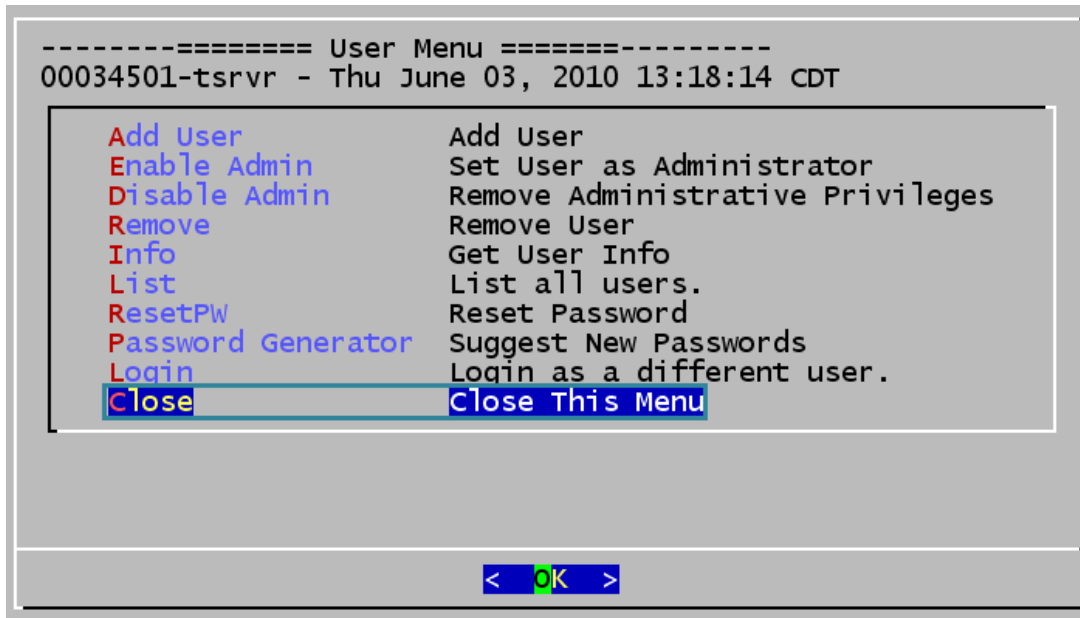 --------======== User Menu =======---------
00034501-tsrvr - Thu June 03, 2010 13:18:14 CDT
Add User Add User
Enable Admin Set User as Administrator
Disable Admin Remove Administrative Privileges
Remove Remove User
Info Get User Info
List List all users.
ResetPW Reset Password
Password Generator Suggest New Passwords
Login Login as a different user.
Close Close This Menu
< OK >